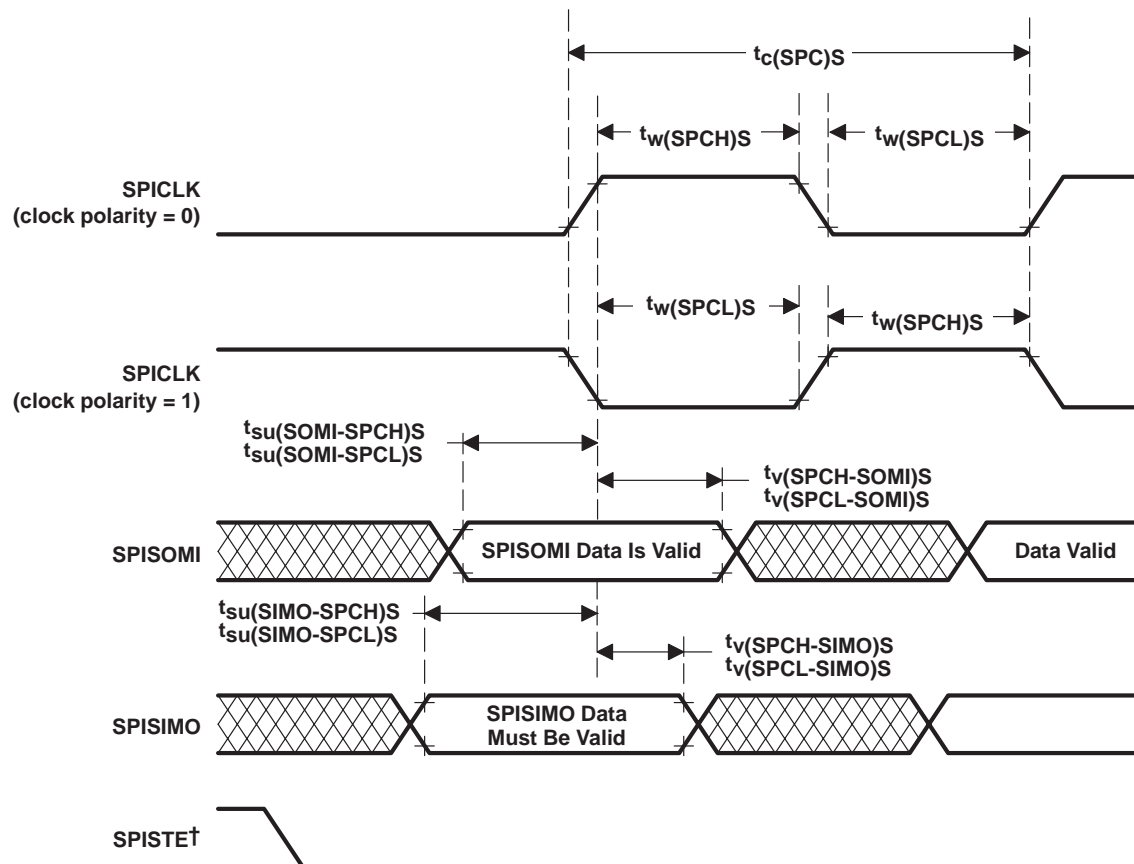 tc(SPC)S
tw(SPCH)S
tw(SPCL)S
SPICLK
(clock polarity = 0)
tw(SPCL)S
tw(SPCH)S
SPICLK
(clock polarity = 1)
tsu(SOMI-SPCH)S
tsu(SOMI-SPCL)S
tv(SPCH-SOMI)S
tv(SPCL-SOMI)S
SPISOMI
SPISOMI Data Is Valid
Data Valid
tsu(SIMO-SPCH)S
tsu(SIMO-SPCL)S
tv(SPCH-SIMO)S
tv(SPCL-SIMO)S
SPISIMO
SPISIMO Data
Must Be Valid
SPISTE†